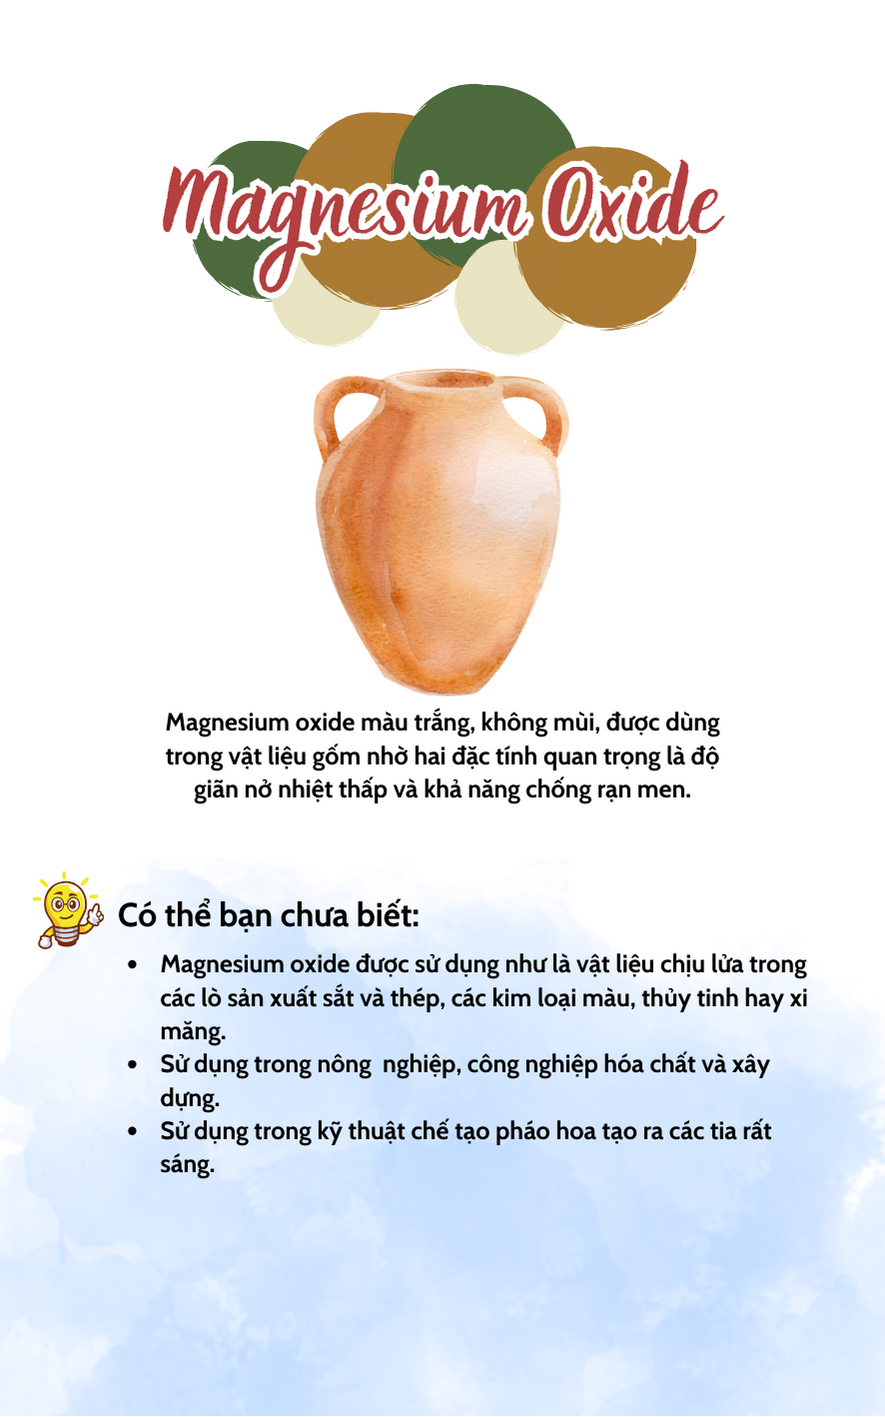 Magnesium Oxide
Magnesium oxide màu trắng, không mùi, được dùng
trong vật liệu gốm nhờ hai đặc tính quan trọng là độ
giãn nở nhiệt thấp và khả năng chống rạn men.
Có thể bạn chưa biết:
• Magnesium oxide được sử dụng như là vật liệu chịu lửa trong
các lò sản xuất sắt và thép, các kim loại màu, thủy tinh hay xi
măng.
• Sử dụng trong nông  nghiệp, công nghiệp hóa chất và xây
dựng.
• Sử dụng trong kỹ thuật chế tạo pháo hoa tạo ra các tia rất
sáng.